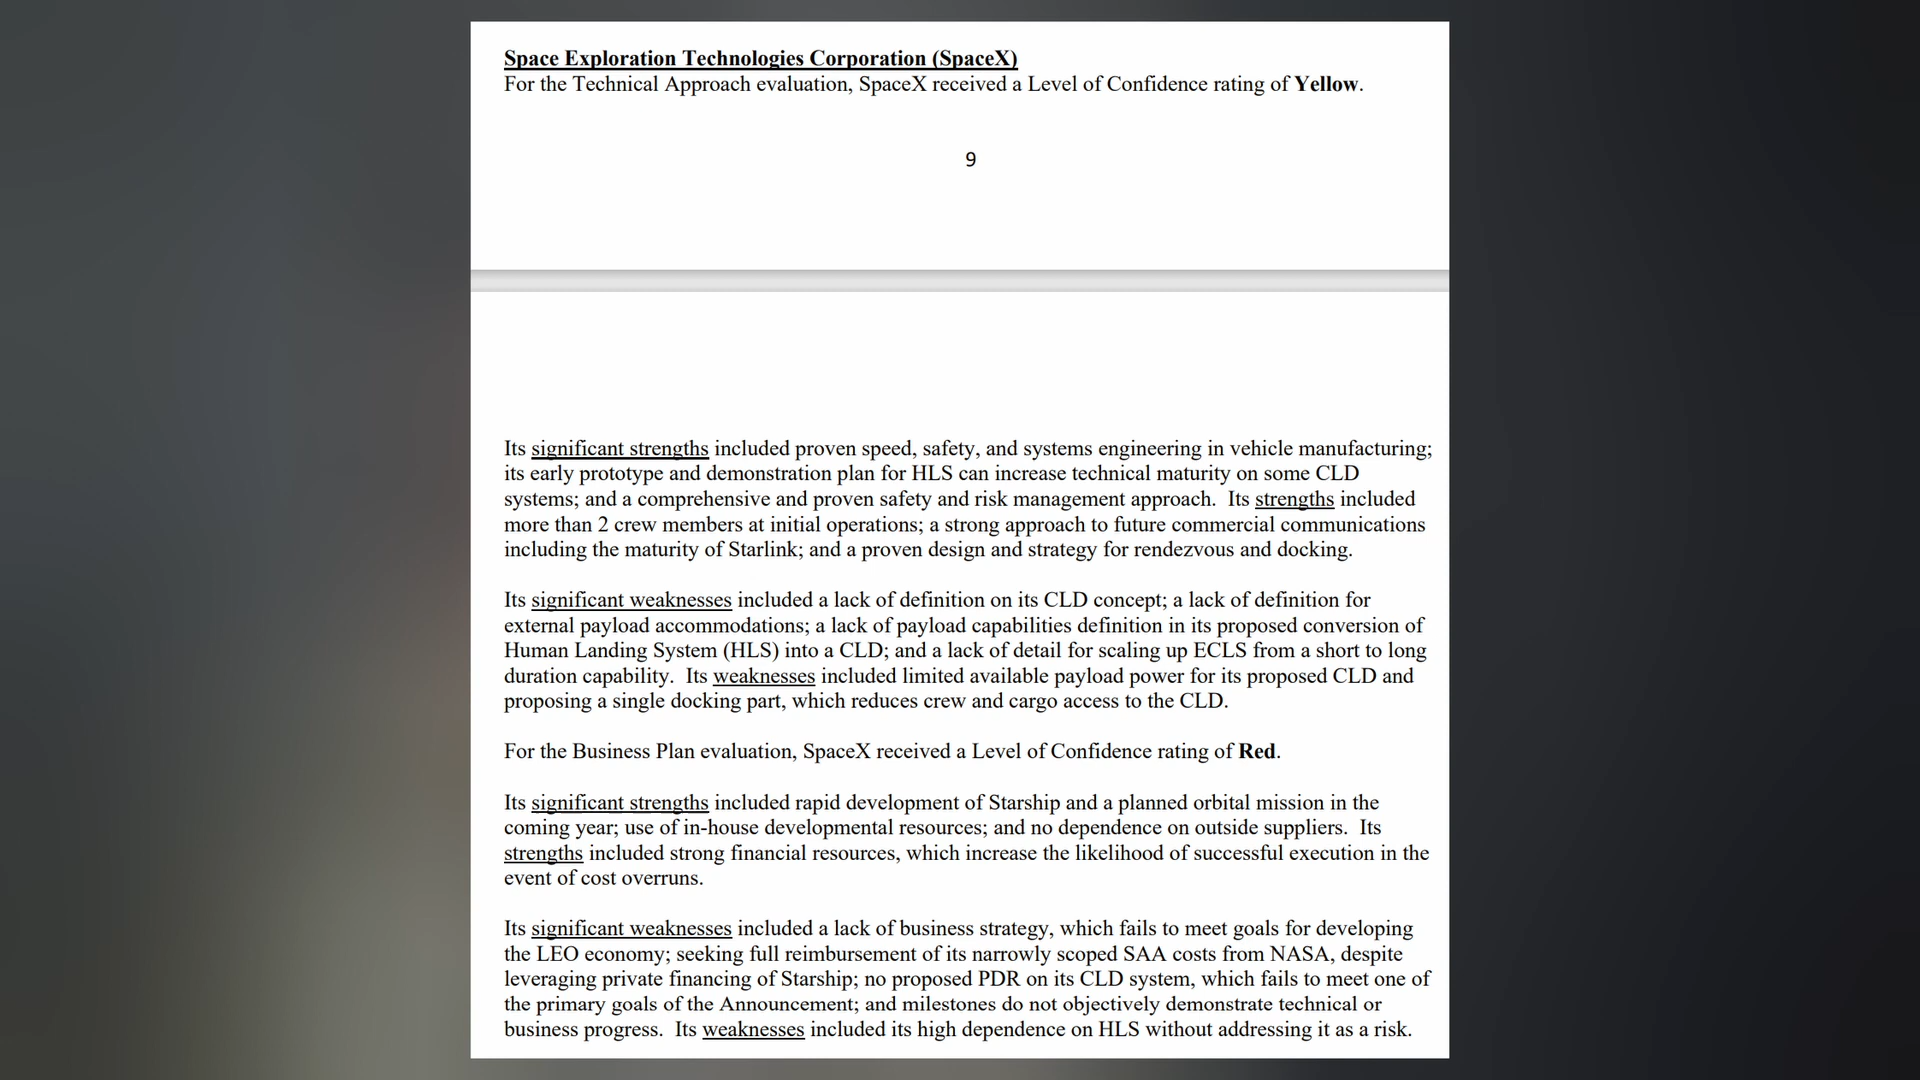 Space Exploration Technologies Corporation (SpaceX)
For the Technical Approach evaluation, SpaceX received a Level of Confidence rating of Yellow.
9
Its significant strengths included proven speed, safety, and systems engineering in vehicle manufacturing;
its early prototype and demonstration plan for HLS can increase technical maturity on some CLD
systems; and a comprehensive and proven safety and risk management approach.  Its strengths included
more than 2 crew members at initial operations; a strong approach to future commercial communications
including the maturity of Starlink; and a proven design and strategy for rendezvous and docking.
Its significant weaknesses included a lack of definition on its CLD concept; a lack of definition for
external payload accommodations; a lack of payload capabilities definition in its proposed conversion of
Human Landing System (HLS) into a CLD; and a lack of detail for scaling up ECLS from a short to long
duration capability.  Its weaknesses included limited available payload power for its proposed CLD and
proposing a single docking part, which reduces crew and cargo access to the CLD.
For the Business Plan evaluation, SpaceX received a Level of Confidence rating of Red.
Its significant strengths included rapid development of Starship and a planned orbital mission in the
coming year; use of in-house developmental resources; and no dependence on outside suppliers.  Its
strengths included strong financial resources, which increase the likelihood of successful execution in the
event of cost overruns.
Its significant weaknesses included a lack of business strategy, which fails to meet goals for developing
the LEO economy; seeking full reimbursement of its narrowly scoped SAA costs from NASA, despite
leveraging private financing of Starship; no proposed PDR on its CLD system, which fails to meet one of
the primary goals of the Announcement; and milestones do not objectively demonstrate technical or
business progress.  Its weaknesses included its high dependence on HLS without addressing it as a risk.